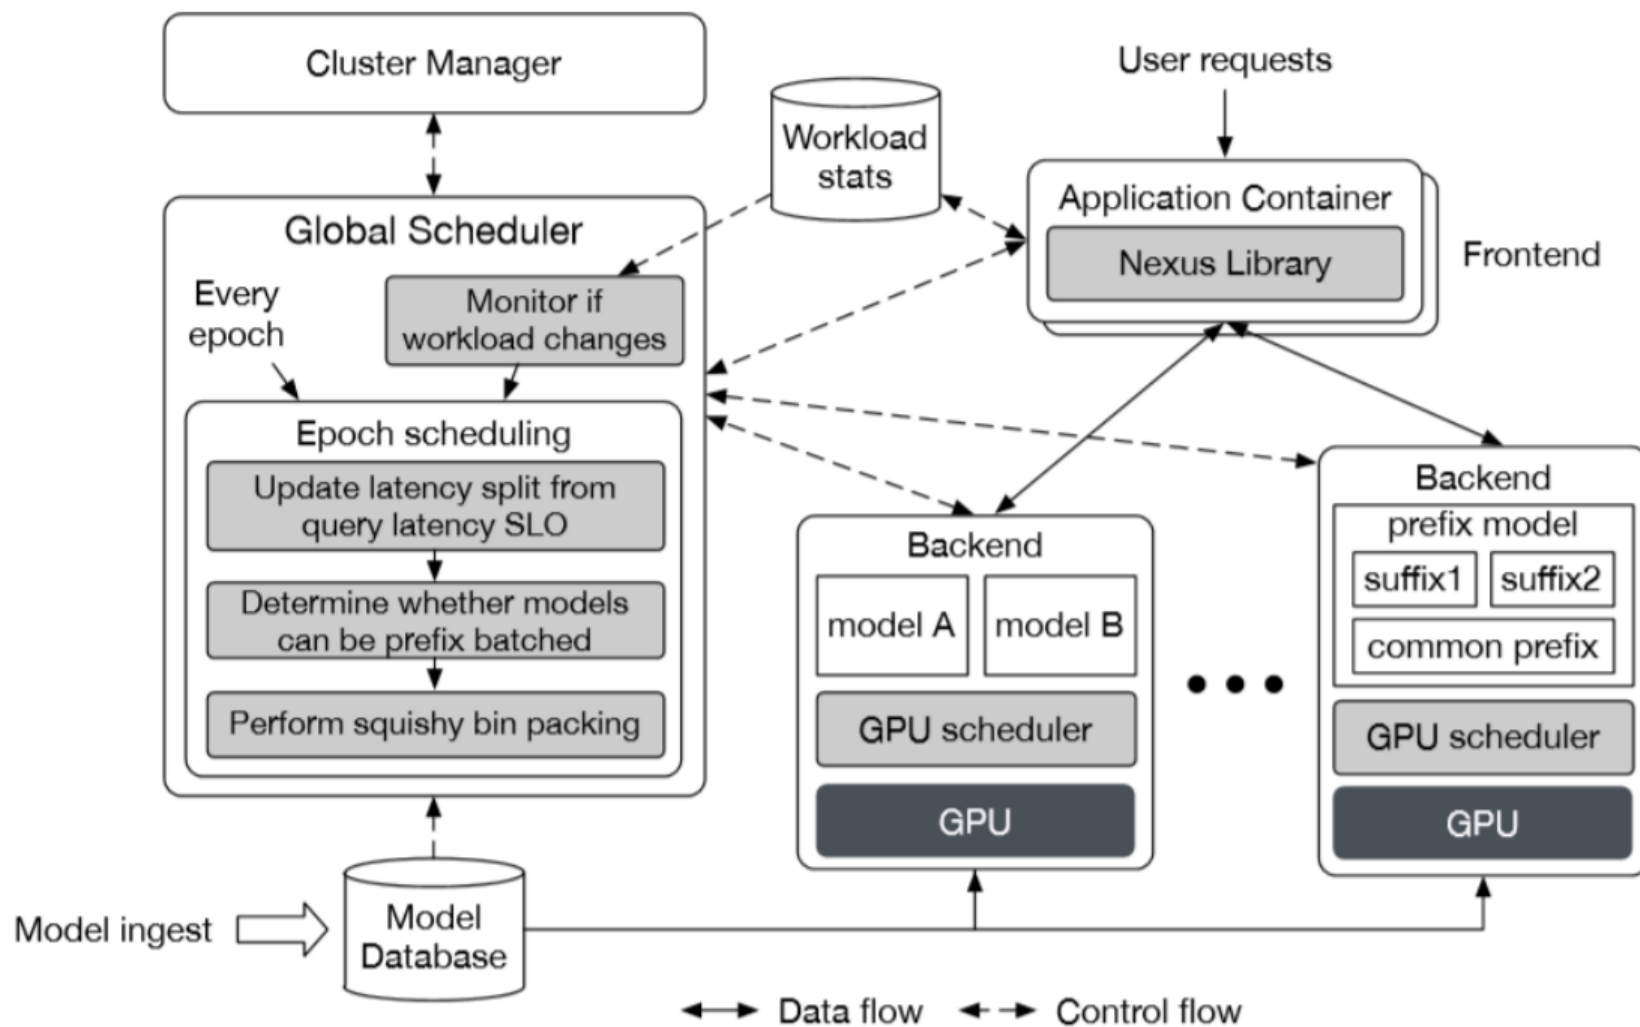 Cluster Manager
User requests
Workload
stats
Application Container
Nexus Library
Frontend
Global Scheduler
Every
epoch
Monitor if
workload changes
Epoch scheduling
Update latency split from
query latency SLO
Determine whether models
can be prefix batched
Perform squishy bin packing
Backend
model A
model B
GPU scheduler
GPU
Backend
prefix model
suffix1
suffix2
common prefix
GPU scheduler
GPU
Model ingest
Model
Database
Data flow
Control flow